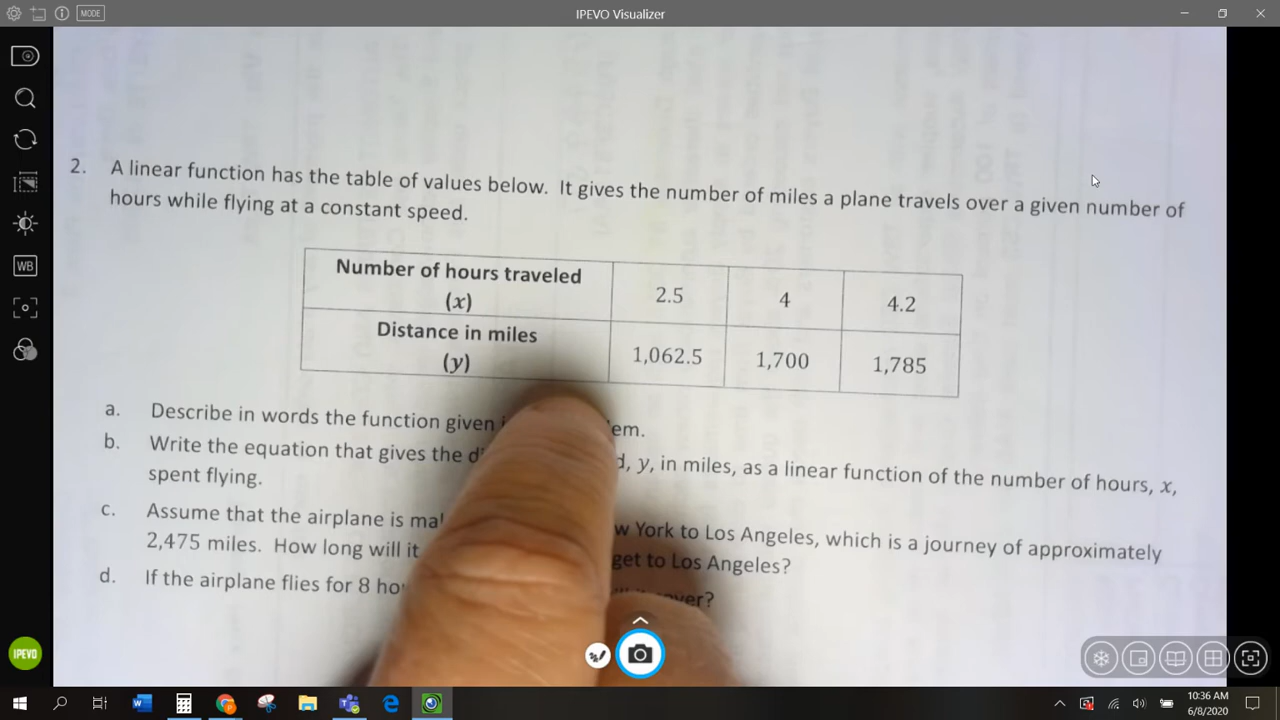 MODE
IPEVO Visualizer
2. A linear function has the table of values below. It gives the number of miles a plane travels over a given number of
hours while flying at a constant speed.
Number of hours traveled (x) 2.5 4 4.2
Distance in miles (y) 1,062.5 1,700 1,785
a. Describe in words the function given em.
b. Write the equation that gives the d d, y, in miles, as a linear function of the number of hours, x,
spent flying.
c. Assume that the airplane is ma w York to Los Angeles, which is a journey of approximately
2,475 miles. How long will it get to Los Angeles?
d. If the airplane flies for 8 ho ver?
WB
IPEVO
10:36 AM
6/8/2020